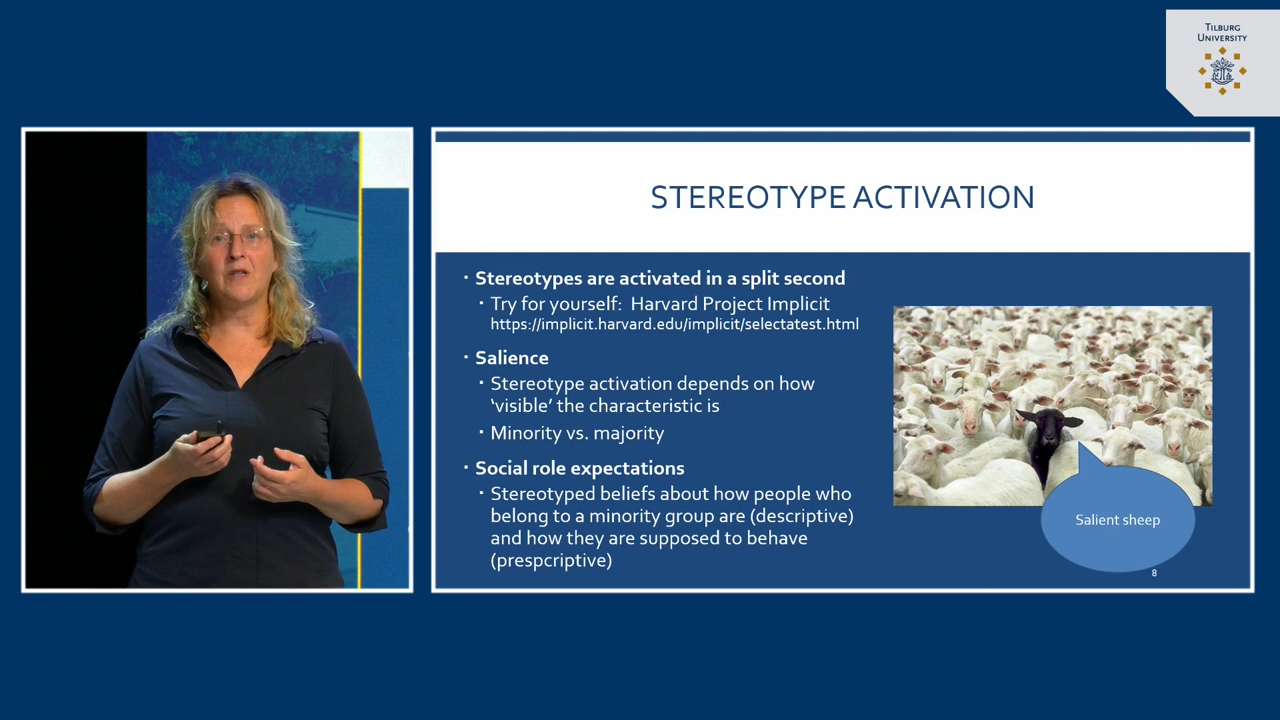 TILBURG
UNIVERSITY
STEREOTYPE ACTIVATION
· Stereotypes are activated in a split second
· Try for yourself: Harvard Project Implicit
https://implicit.harvard.edu/implicit/selectatest.html
· Salience
· Stereotype activation depends on how
‘visible’ the characteristic is
· Minority vs. majority
· Social role expectations
· Stereotyped beliefs about how people who
belong to a minority group are (descriptive)
and how they are supposed to behave
(prespcriptive)
Salient sheep
8